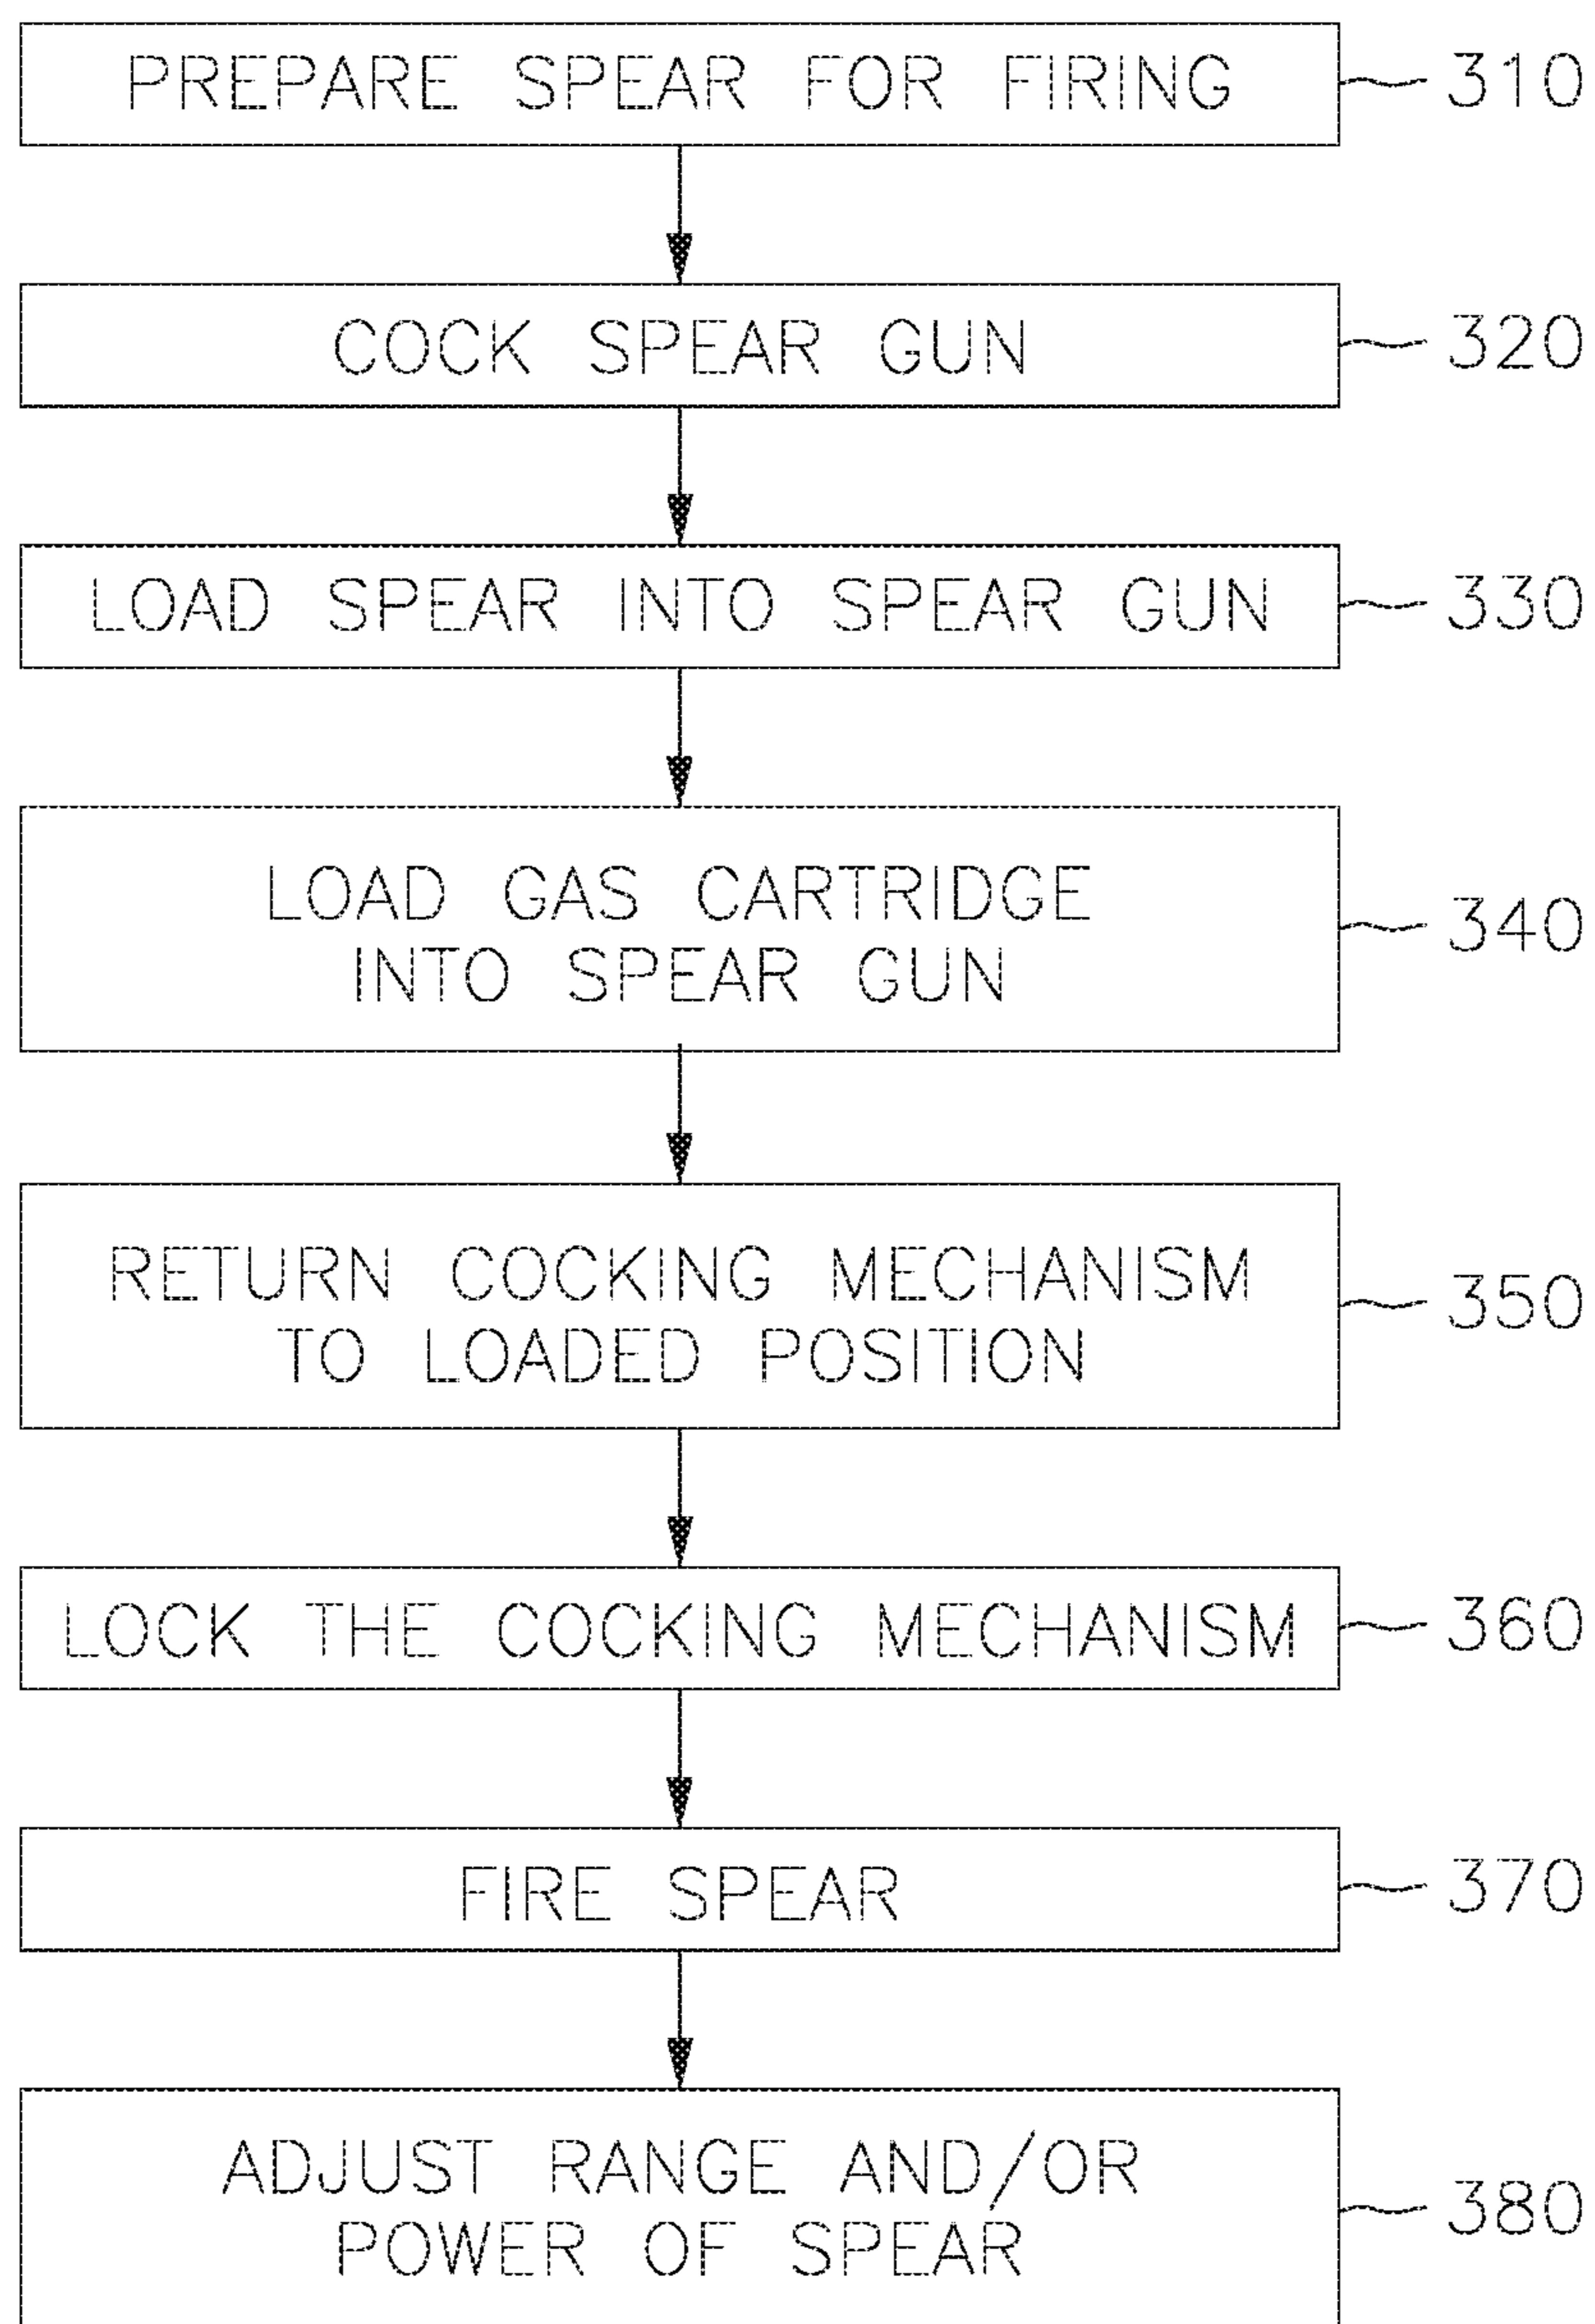 PREPARE SPEAR FOR FIRING 310
COCK SPEAR GUN 320
LOAD SPEAR INTO SPEAR GUN 330
LOAD GAS CARTRIDGE
INTO SPEAR GUN 340
RETURN COCKING MECHANISM
TO LOADED POSITION 350
LOCK THE COCKING MECHANISM 360
FIRE SPEAR 370
ADJUST RANGE AND/OR
POWER OF SPEAR 380